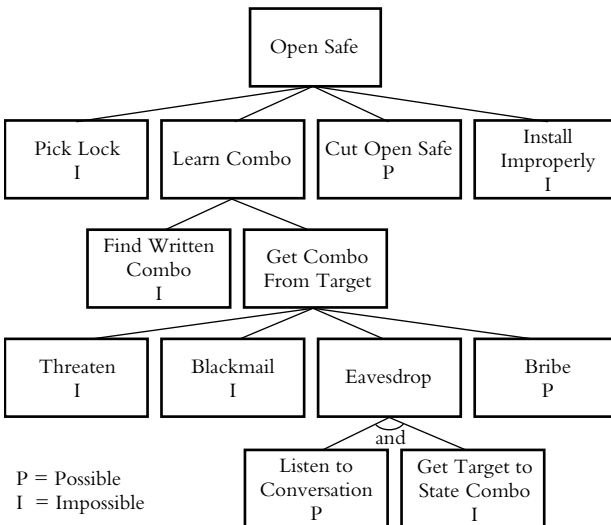 Open Safe
Pick Lock
I
Learn Combo
Cut Open Safe
P
Install
Improperly
I
Find Written
Combo
I
Get Combo
From Target
Threaten
I
Blackmail
I
Eavesdrop
Bribe
P
and
Listen to
Conversation
P
Get Target to
State Combo
I
P = Possible
I = Impossible